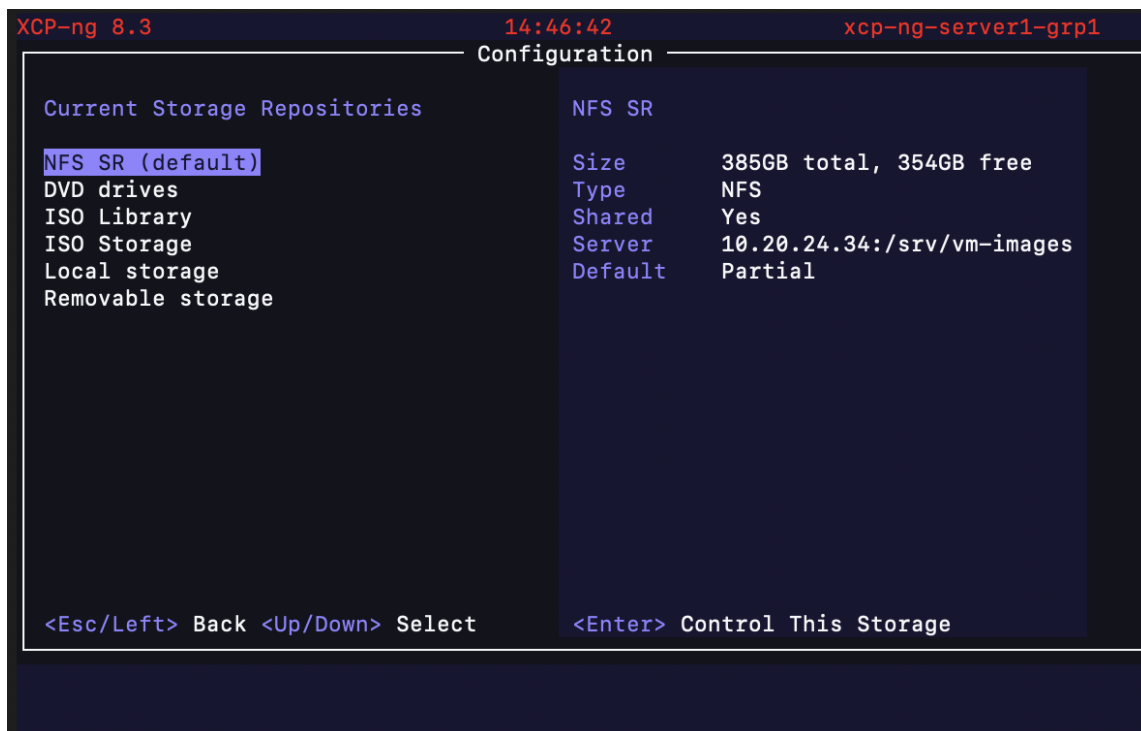 XCP-ng 8.3 14:46:42 xcp-ng-server1-grp1
Configuration
Current Storage Repositories
NFS SR (default)
DVD drives
ISO Library
ISO Storage
Local storage
Removable storage
<Esc/Left> Back <Up/Down> Select
NFS SR
Size 385GB total, 354GB free
Type NFS
Shared Yes
Server 10.20.24.34:/srv/vm-images
Default Partial
<Enter> Control This Storage